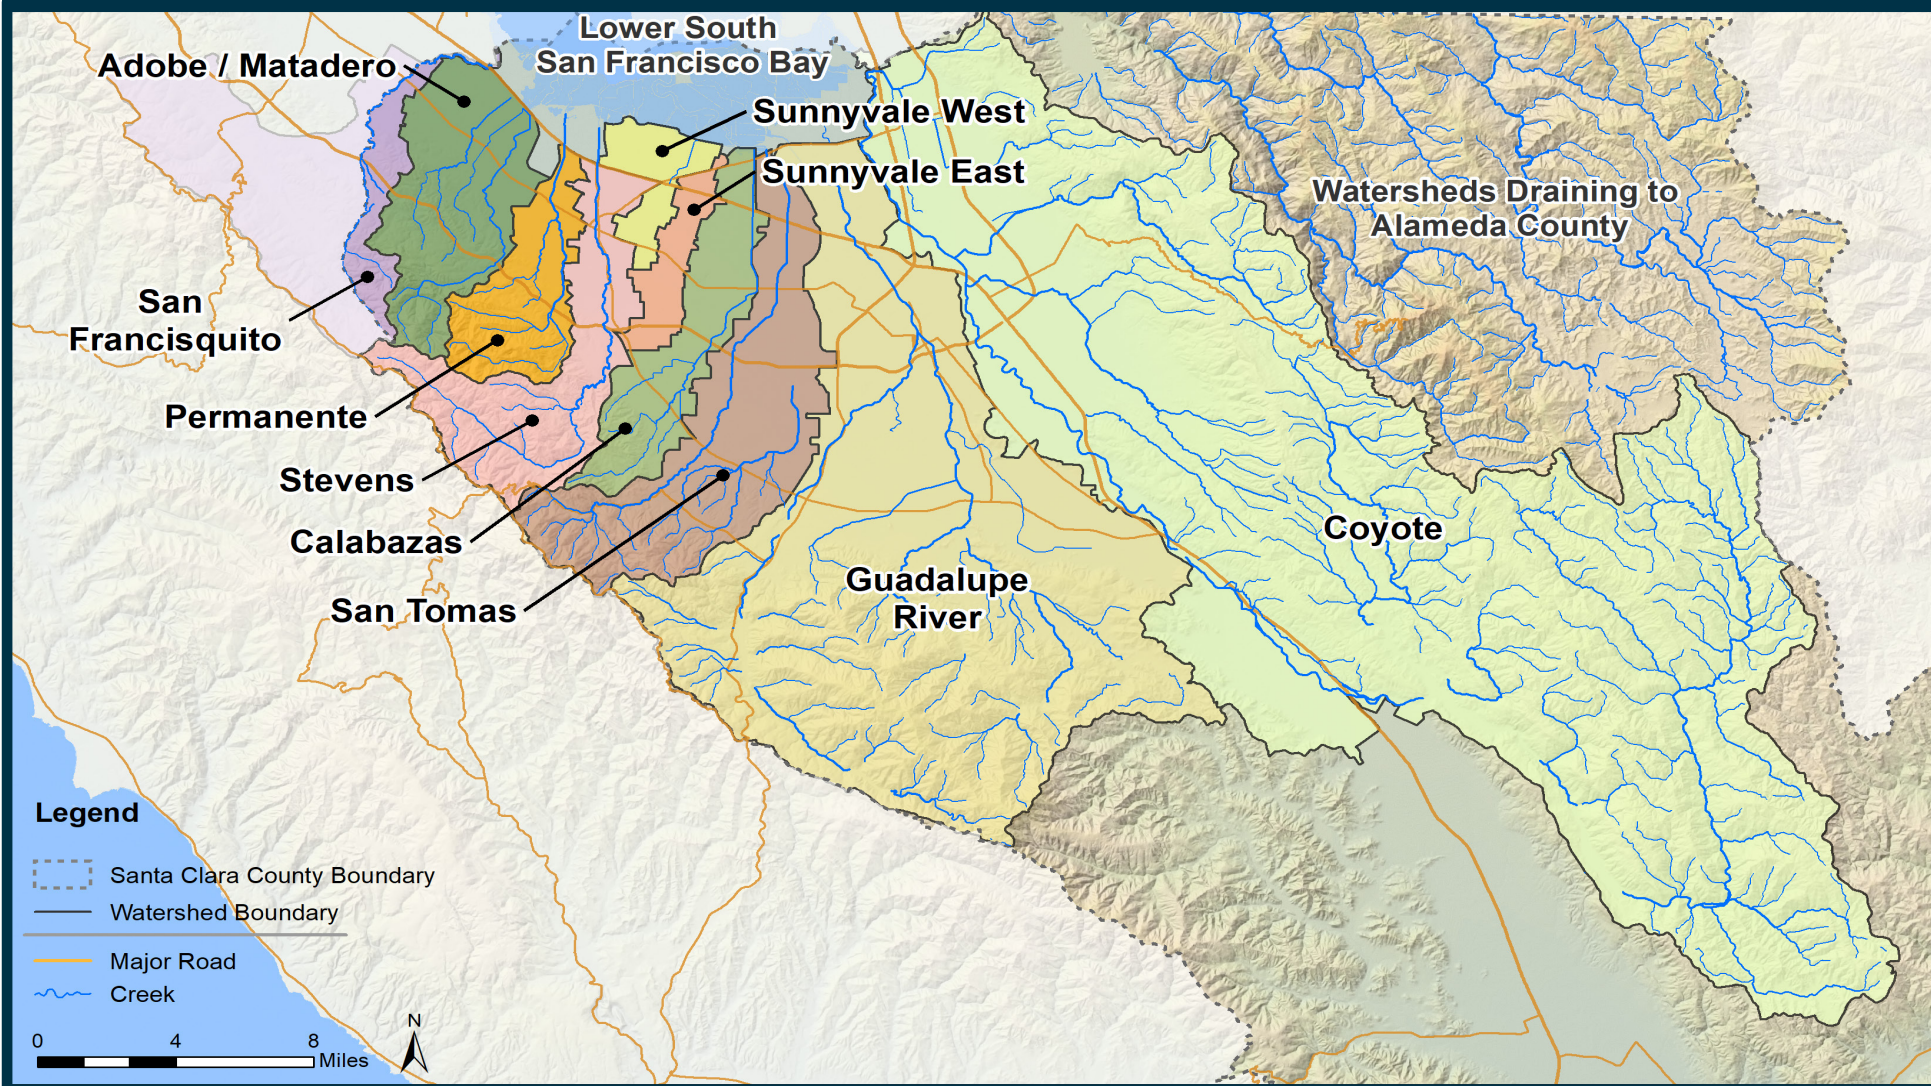 Lower South
San Francisco Bay
Adobe / Matadero
Sunnyvale West
Sunnyvale East
Watersheds Draining to
Alameda County
San
Francisquito
Permanente
Stevens
Calabazas
Coyote
Guadalupe
River
San Tomas
Legend
Santa Clara County Boundary
Watershed Boundary
Major Road
Creek
N
0 4 8
Miles